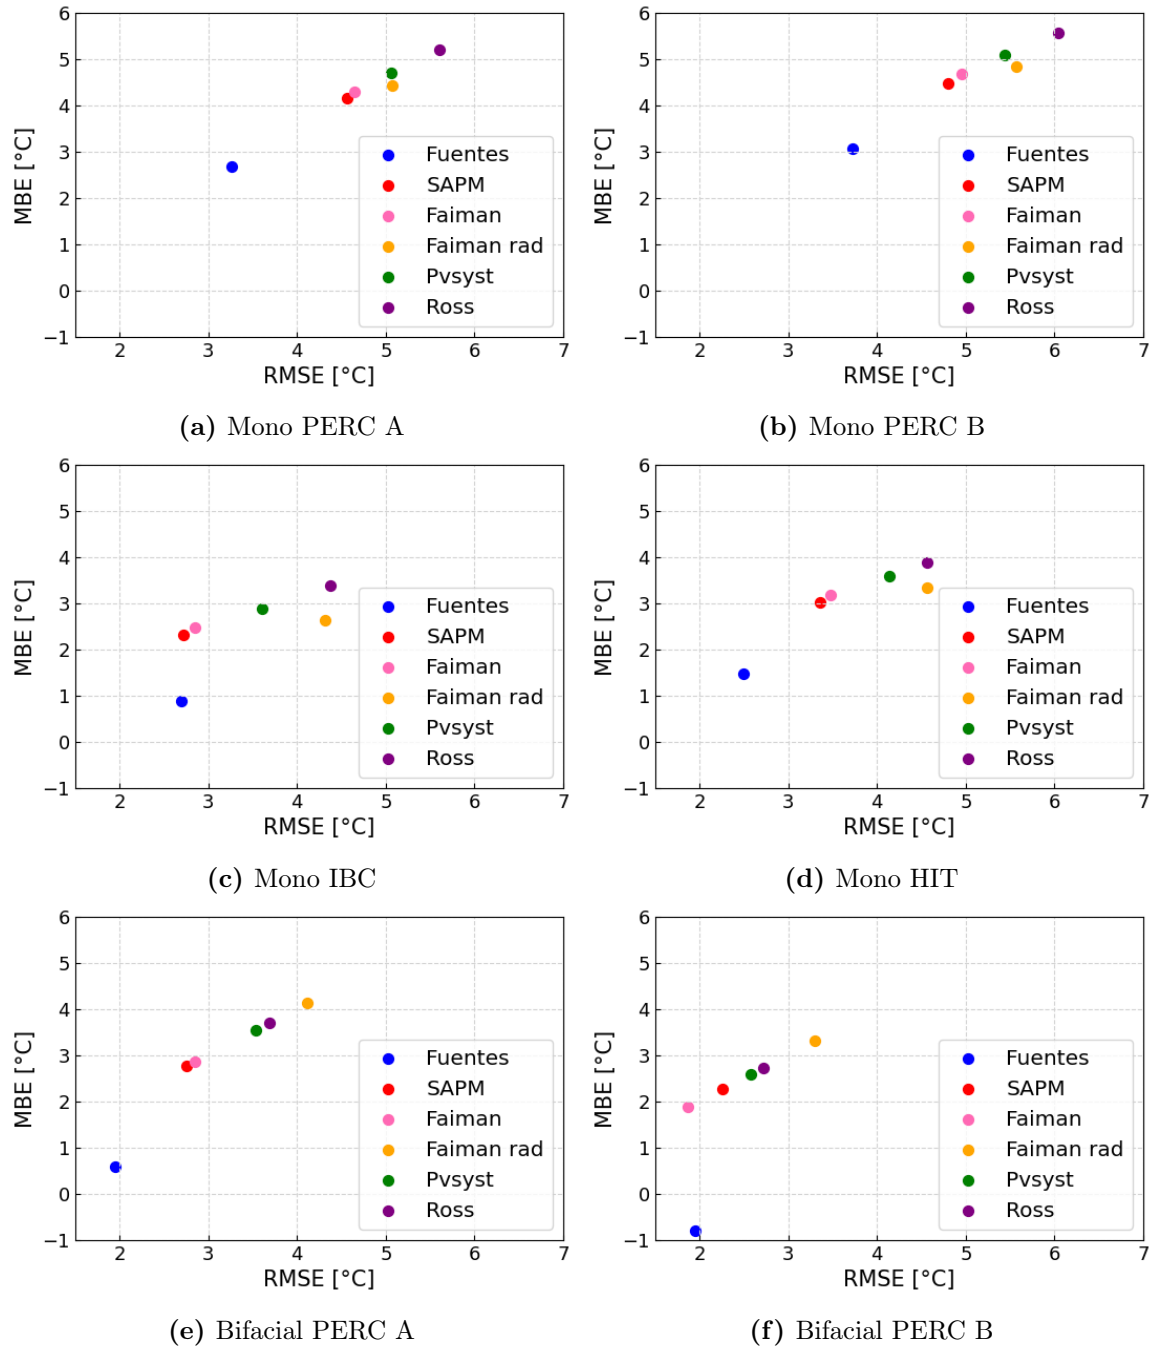 6
5
4
3
2
1
0
−1
MBE [°C]
2 3 4 5 6 7
RMSE [°C]
Fuentes
SAPM
Faiman
Faiman rad
Pvsyst
Ross
(a) Mono PERC A
6
5
4
3
2
1
0
−1
MBE [°C]
2 3 4 5 6 7
RMSE [°C]
Fuentes
SAPM
Faiman
Faiman rad
Pvsyst
Ross
(b) Mono PERC B
6
5
4
3
2
1
0
−1
MBE [°C]
2 3 4 5 6 7
RMSE [°C]
Fuentes
SAPM
Faiman
Faiman rad
Pvsyst
Ross
(c) Mono IBC
6
5
4
3
2
1
0
−1
MBE [°C]
2 3 4 5 6 7
RMSE [°C]
Fuentes
SAPM
Faiman
Faiman rad
Pvsyst
Ross
(d) Mono HIT
6
5
4
3
2
1
0
−1
MBE [°C]
2 3 4 5 6 7
RMSE [°C]
Fuentes
SAPM
Faiman
Faiman rad
Pvsyst
Ross
(e) Bifacial PERC A
6
5
4
3
2
1
0
−1
MBE [°C]
2 3 4 5 6 7
RMSE [°C]
Fuentes
SAPM
Faiman
Faiman rad
Pvsyst
Ross
(f) Bifacial PERC B